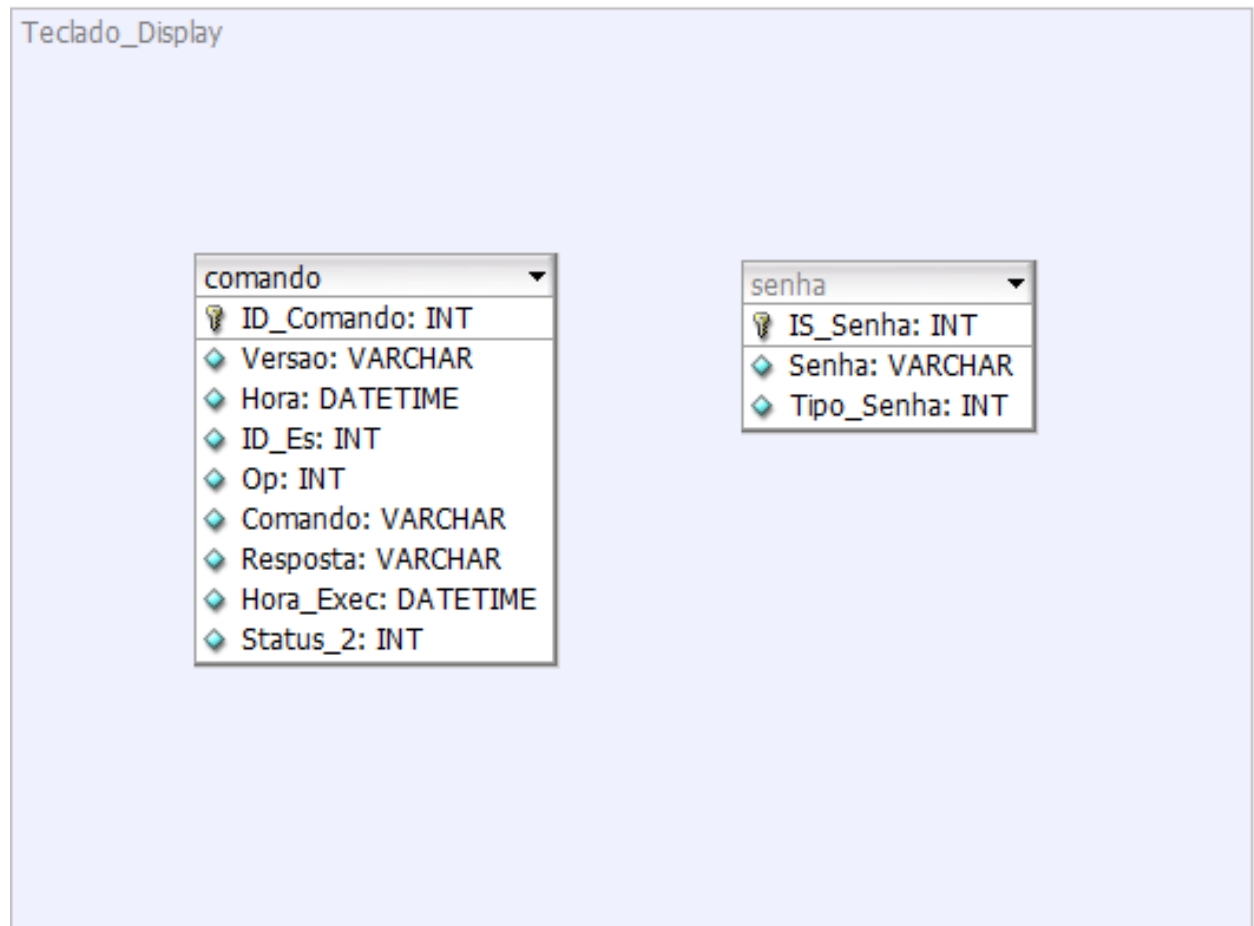 Teclado_Display
comando
ID_Comando: INT
Versao: VARCHAR
Hora: DATETIME
ID_Es: INT
Op: INT
Comando: VARCHAR
Resposta: VARCHAR
Hora_Exec: DATETIME
Status_2: INT
senha
IS_Senha: INT
Senha: VARCHAR
Tipo_Senha: INT